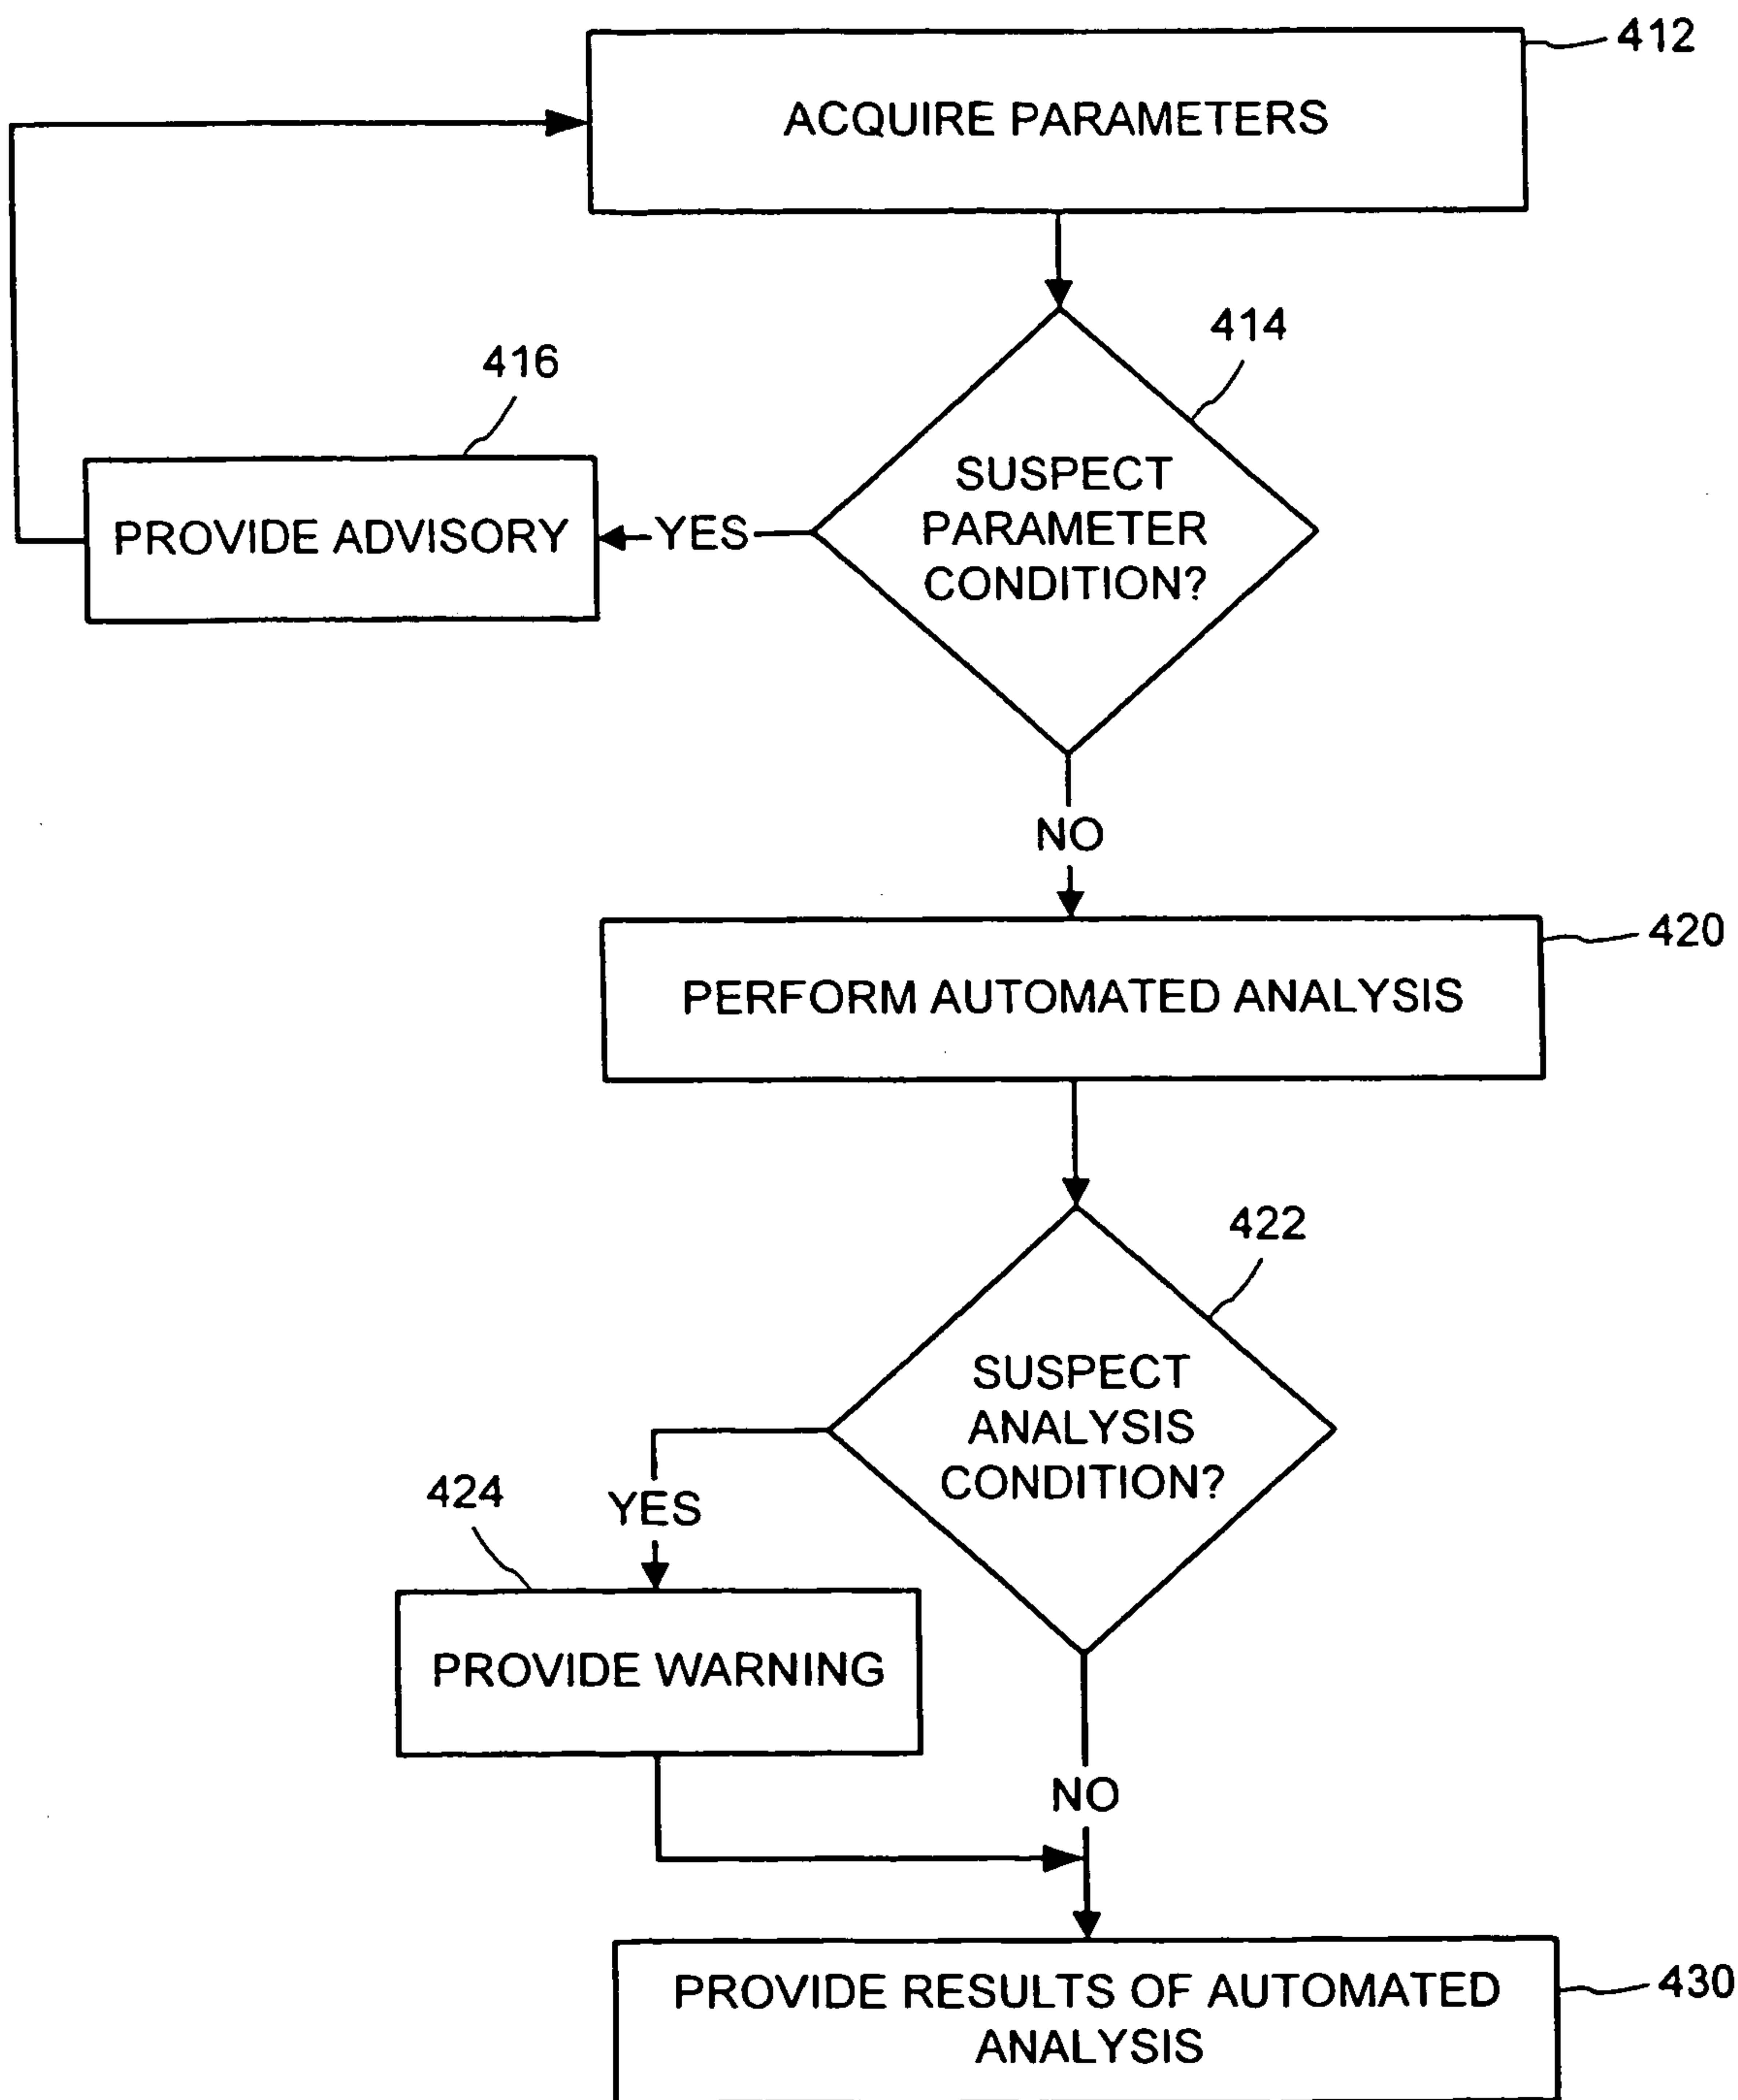 412
ACQUIRE PARAMETERS
414
416
SUSPECT
PARAMETER
CONDITION?
YES
PROVIDE ADVISORY
NO
420
PERFORM AUTOMATED ANALYSIS
422
SUSPECT
ANALYSIS
CONDITION?
424
YES
PROVIDE WARNING
NO
430
PROVIDE RESULTS OF AUTOMATED
ANALYSIS